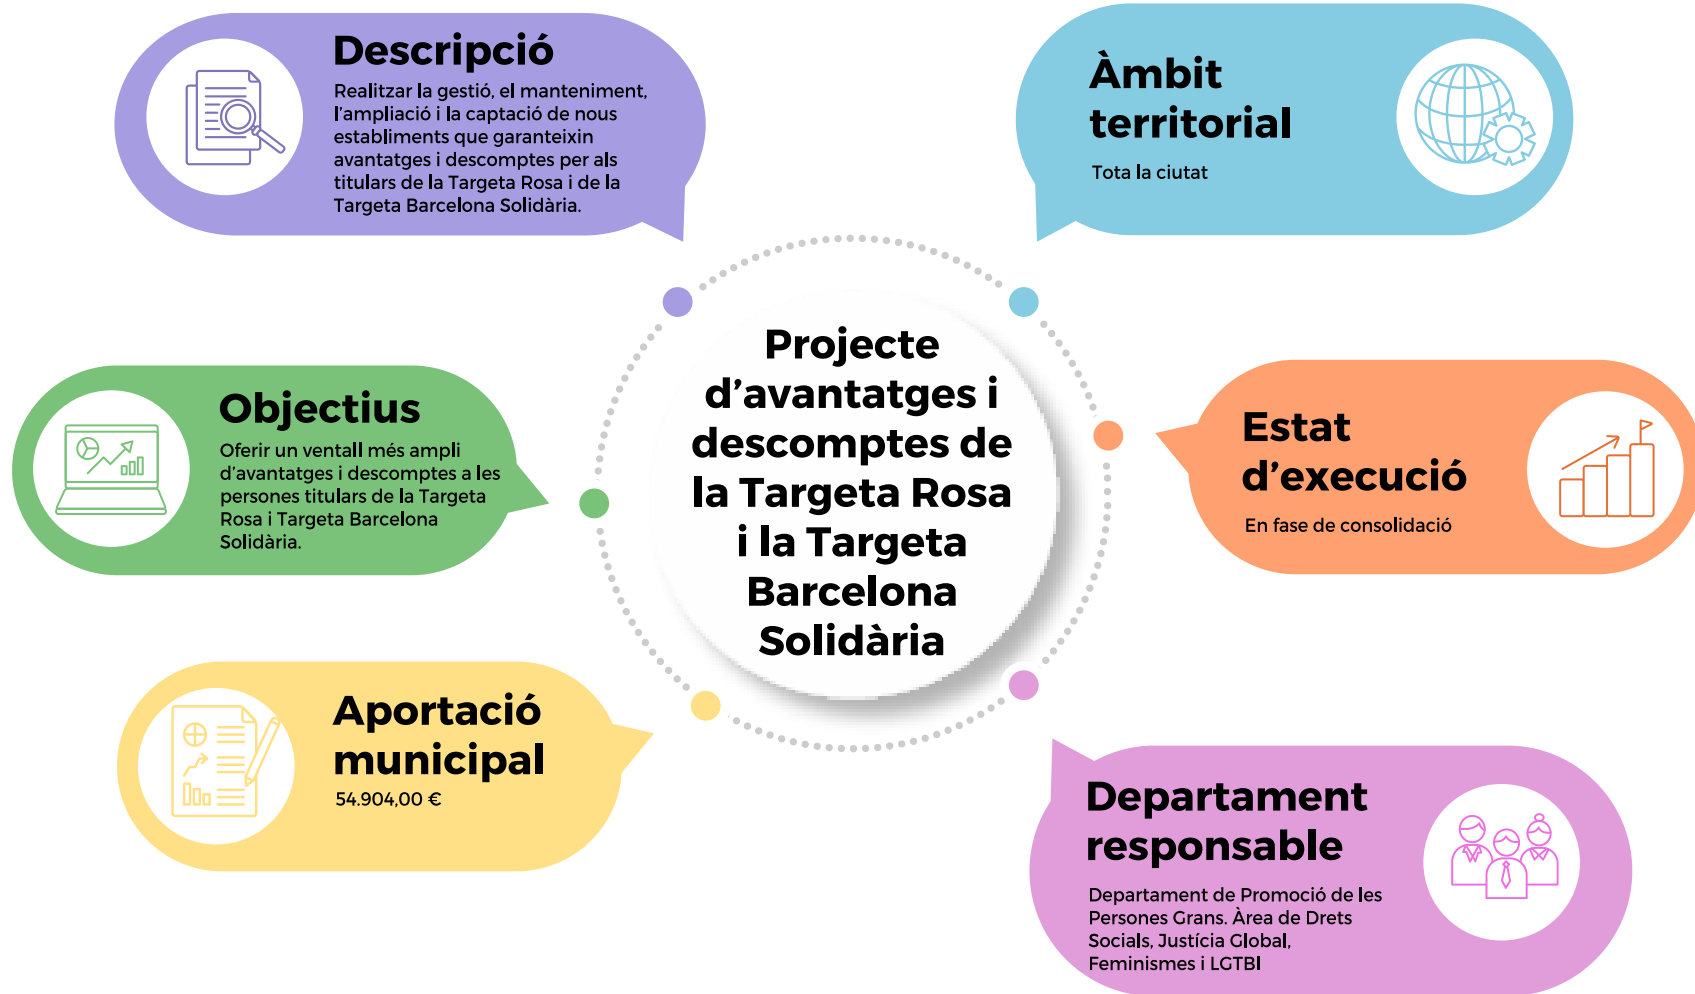 Descripció
Realitzar la gestió, el manteniment,
l'ampliació i la captació de nous
establiments que garanteixin
avantatges i descomptes per als
titulars de la Targeta Rosa i de la
Targeta Barcelona Solidària.
Àmbit
territorial
Tota la ciutat
Projecte
d'avantatges i
descomptes de
la Targeta Rosa
i la Targeta
Barcelona
Solidària
Objectius
Oferir un ventall més ampli
d'avantatges i descomptes a les
persones titulars de la Targeta
Rosa i Targeta Barcelona
Solidària.
Estat
d'execució
En fase de consolidació
Aportació
municipal
54.904,00 €
Departament
responsable
Departament de Promoció de les
Persones Grans. Àrea de Drets
Socials, Justícia Global,
Feminismes i LGTBI